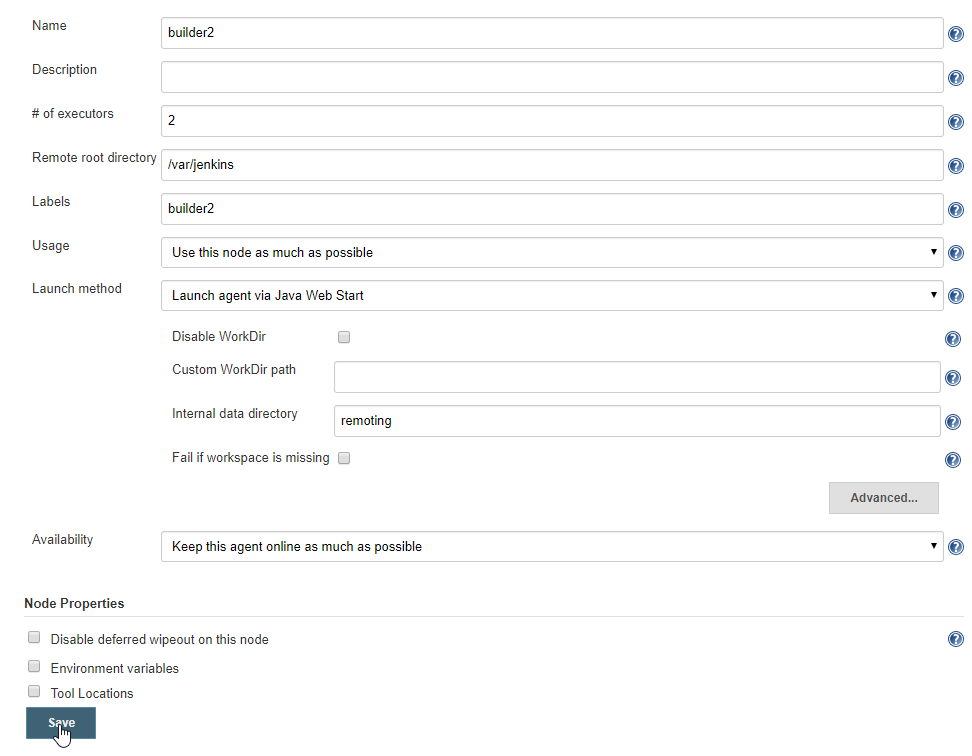 Name
builder2
Description
# of executors
2
Remote root directory
/var/jenkins
Labels
builder2
Usage
Use this node as much as possible
Launch method
Launch agent via Java Web Start
Disable WorkDir
Custom WorkDir path
Internal data directory
remoting
Fail if workspace is missing
Advanced...
Availability
Keep this agent online as much as possible
Node Properties
Disable deferred wipeout on this node
Environment variables
Tool Locations
Save